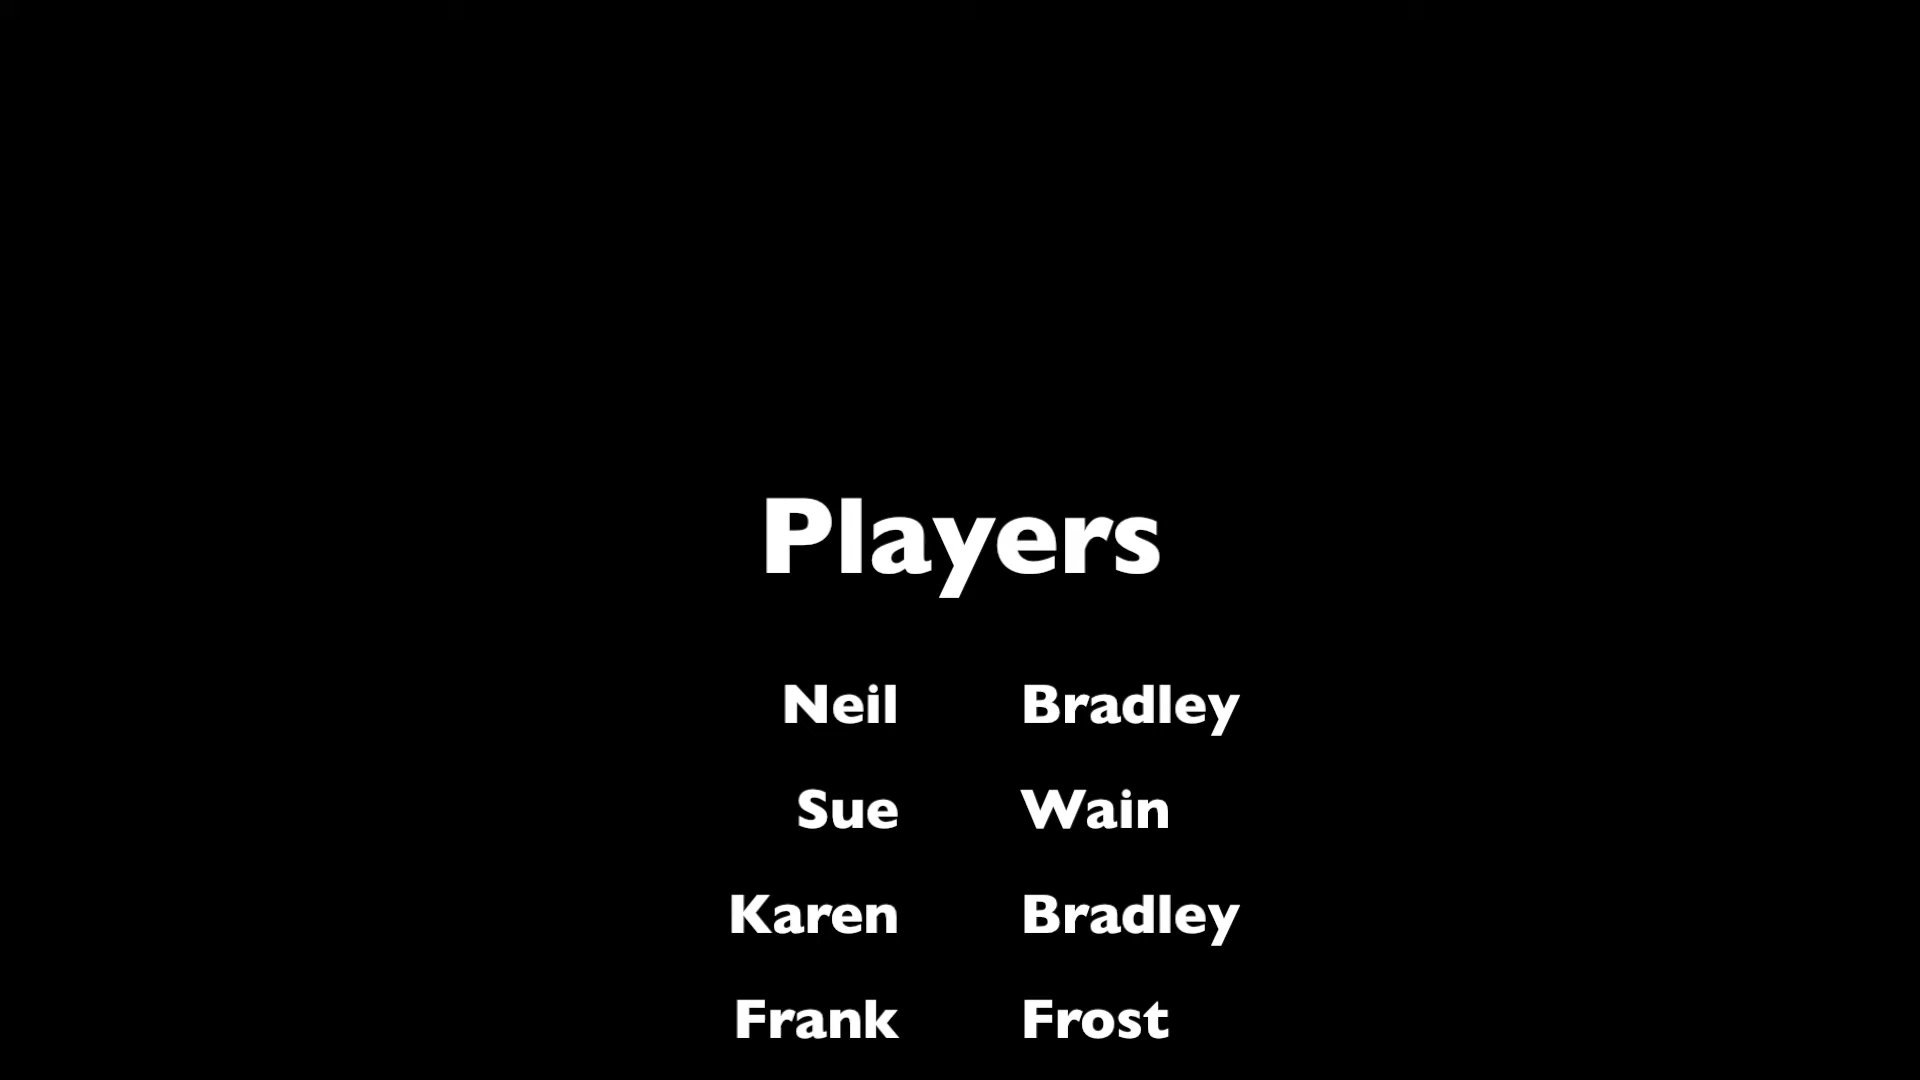 Players
Neil Bradley
Sue Wain
Karen Bradley
Frank Frost